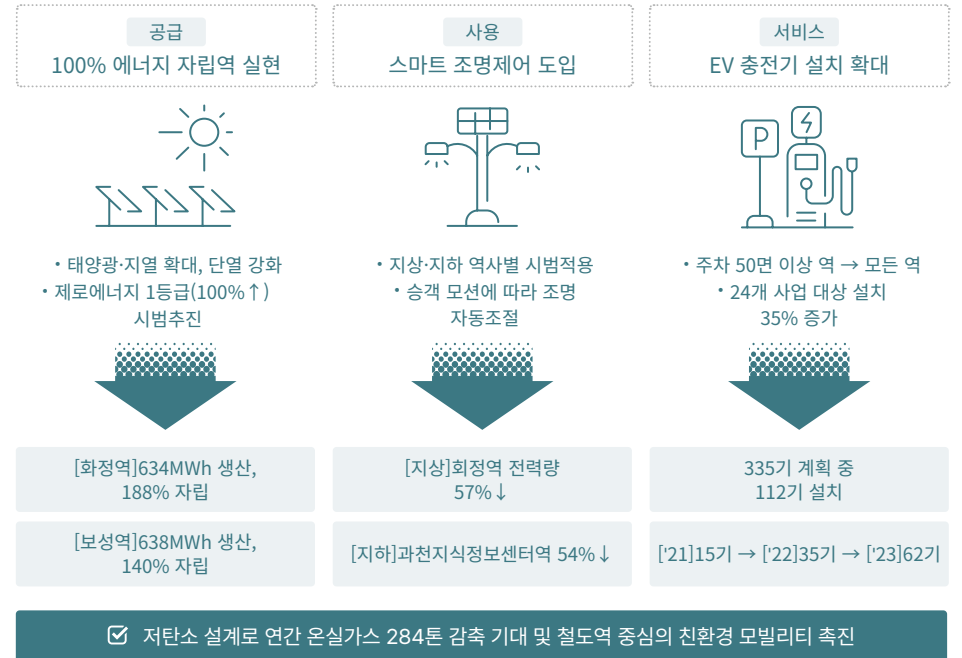 공급
100% 에너지 자립역 실현
• 태양광·지열 확대, 단열 강화
• 제로에너지 1등급(100%↑)
시범추진
[화정역]634MWh 생산,
188% 자립
[보성역]638MWh 생산,
140% 자립
사용
스마트 조명제어 도입
• 지상·지하 역사별 시범적용
• 승객 모션에 따라 조명
자동조절
[지상]회정역 전력량
57%↓
[지하]과천지식정보센터역 54%↓
서비스
EV 충전기 설치 확대
P
• 주차 50면 이상 역 → 모든 역
• 24개 사업 대상 설치
35% 증가
335기 계획 중
112기 설치
['21]15기 → ['22]35기 → ['23]62기
저탄소 설계로 연간 온실가스 284톤 감축 기대 및 철도역 중심의 친환경 모빌리티 촉진